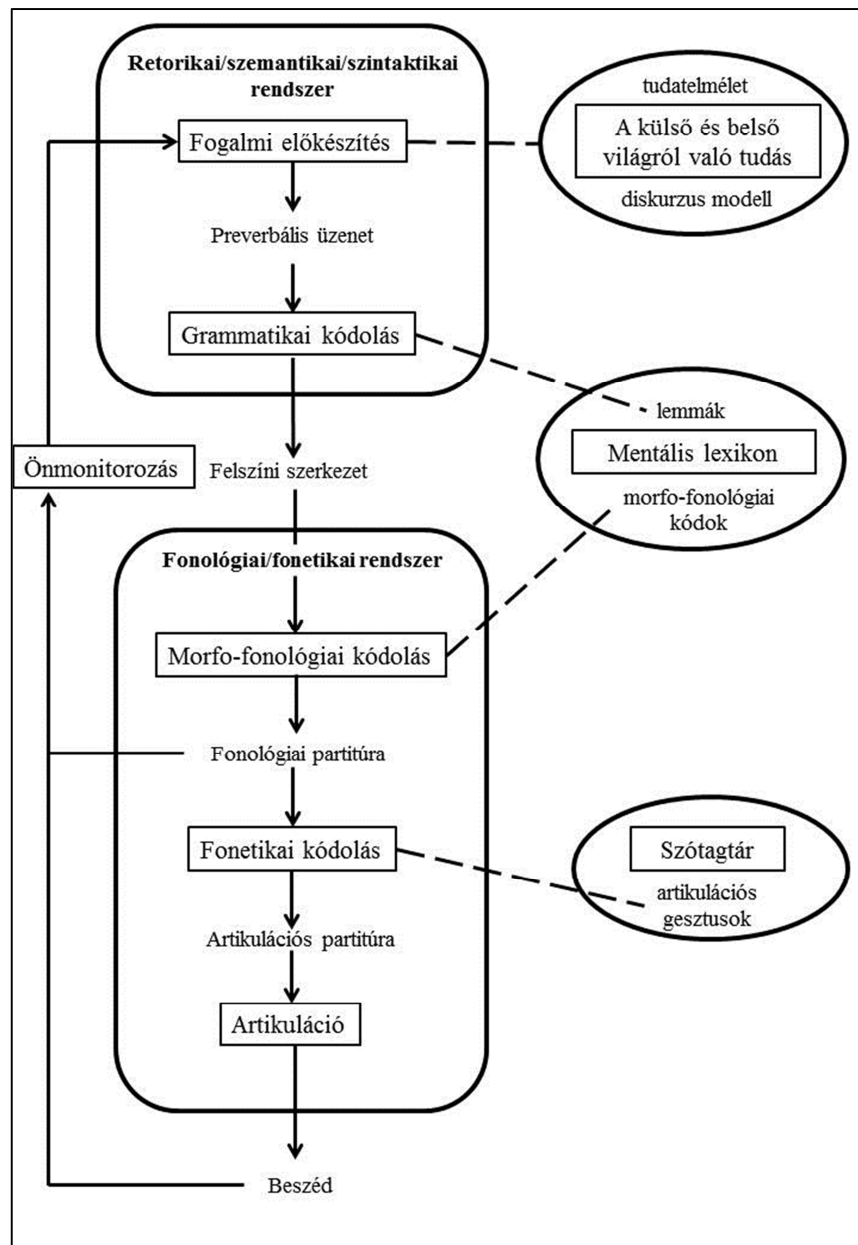 Retorikai/szemantikai/szintaktikai
rendszer
Fogalmi előkészítés
Preverbális üzenet
Grammatikai kódolás
tudatelmélet
A külső és belső
világról való tudás
diskurzus modell
lemmák
Mentális lexikon
morfo-fonológiai
kódok
Önmonitorozás
Felszíni szerkezet
Fonológiai/fonetikai rendszer
Morfo-fonológiai kódolás
Fonológiai partitúra
Fonetikai kódolás
Szótagtár
artikulációs
gesztusok
Artikulációs partitúra
Artikuláció
Beszéd